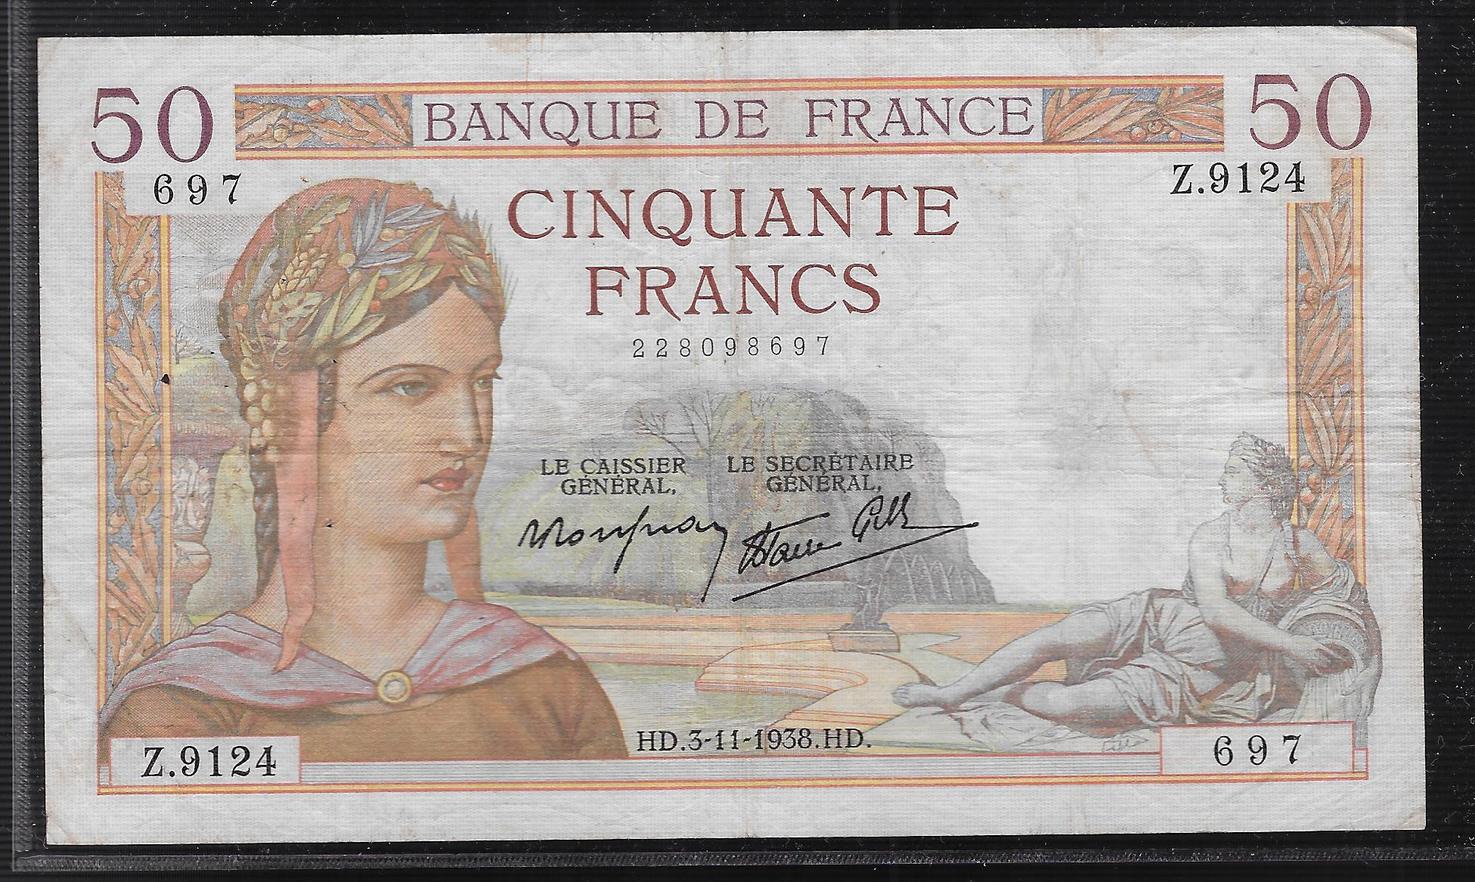 50 BANQUE DE FRANCE 50
697 Z.9124
CINQUANTE
FRANCS
228098697
LE CAISSIER
GÉNÉRAL,
LE SECRÉTAIRE
GÉNÉRAL,
HD.3-11-1938.HD.
Z.9124 697